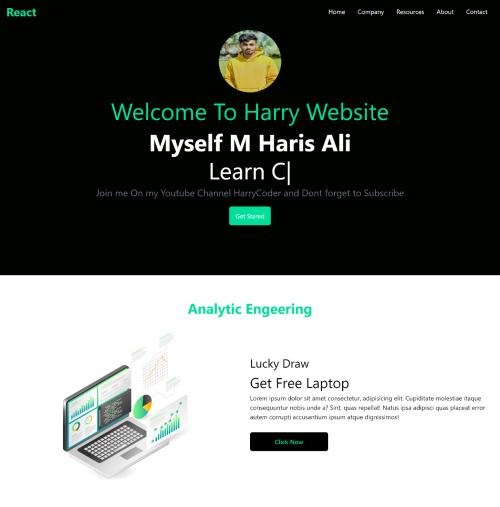 React
Home Company Resources About Contact
Welcome To Harry Website
Myself M Haris Ali
Learn C|
Join me On my Youtube Channel HarryCoder and Dont forget to Subscribe
Get Stared
Analytic Engeering
Lucky Draw
Get Free Laptop
Lorem ipsum dolor sit amet consectetur, adipisicing elit. Cupiditate molestiae itaque
consequuntur nobis unde a? Sint, quas repellat! Natus ipsa adipisci quas placeat error
autem corrupti accusantium ipsum atque dignissimos!
Click Now